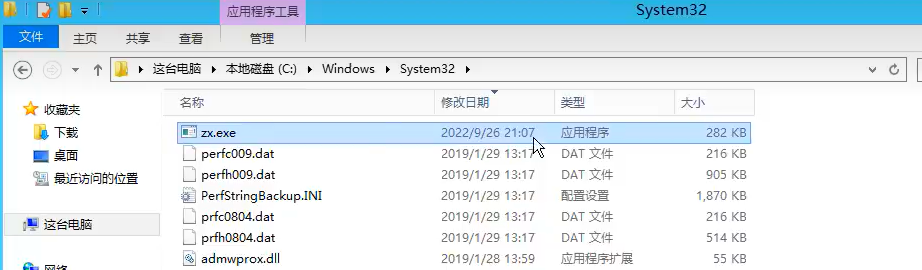 应用程序工具 System32
文件 主页 共享 查看 管理
这台电脑 本地磁盘 (C:) Windows System32
收藏夹
下载
桌面
最近访问的位置
这台电脑
网络
名称 修改日期 类型 大小
zx.exe 2022/9/26 21:07 应用程序 282 KB
perfc009.dat 2019/1/29 13:17 DAT 文件 216 KB
perfh009.dat 2019/1/29 13:17 DAT 文件 905 KB
PerfStringBackup.INI 2019/1/29 13:17 配置设置 1,870 KB
prfc0804.dat 2019/1/29 13:17 DAT 文件 216 KB
prfh0804.dat 2019/1/29 13:17 DAT 文件 514 KB
admwprox.dll 2019/1/28 13:59 应用程序扩展 55 KB